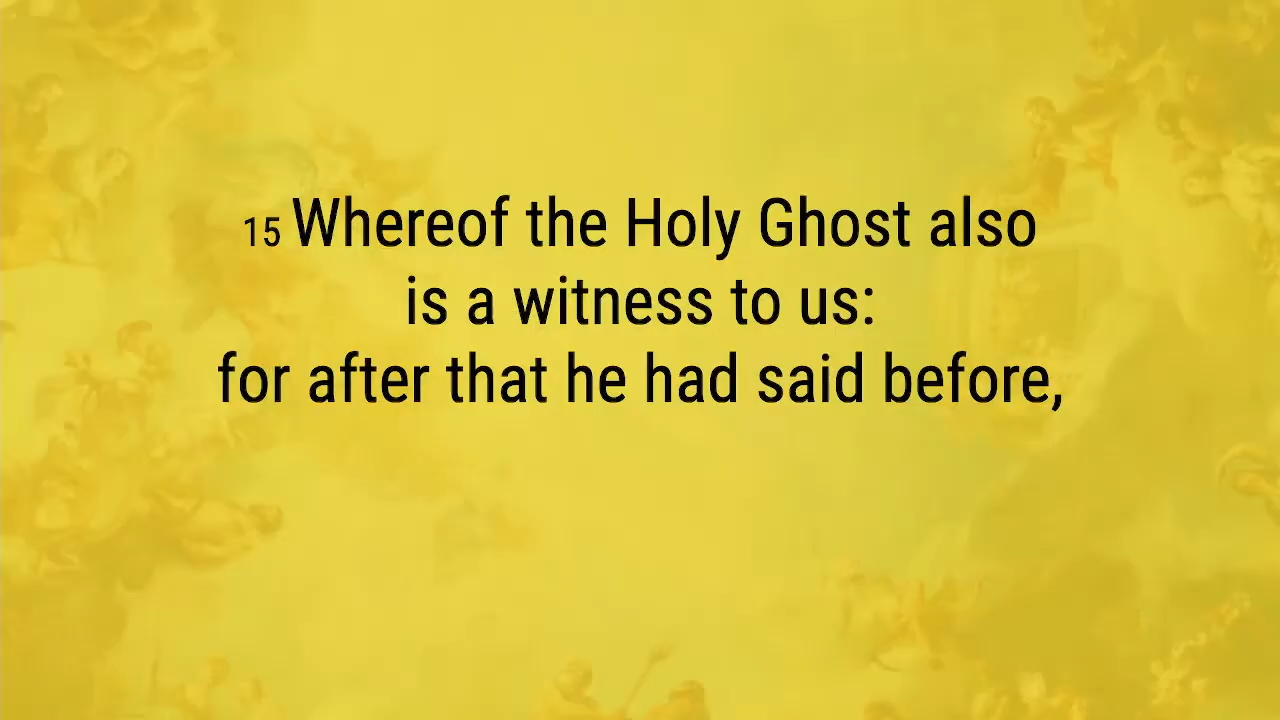 15 Whereof the Holy Ghost also
is a witness to us:
for after that he had said before,